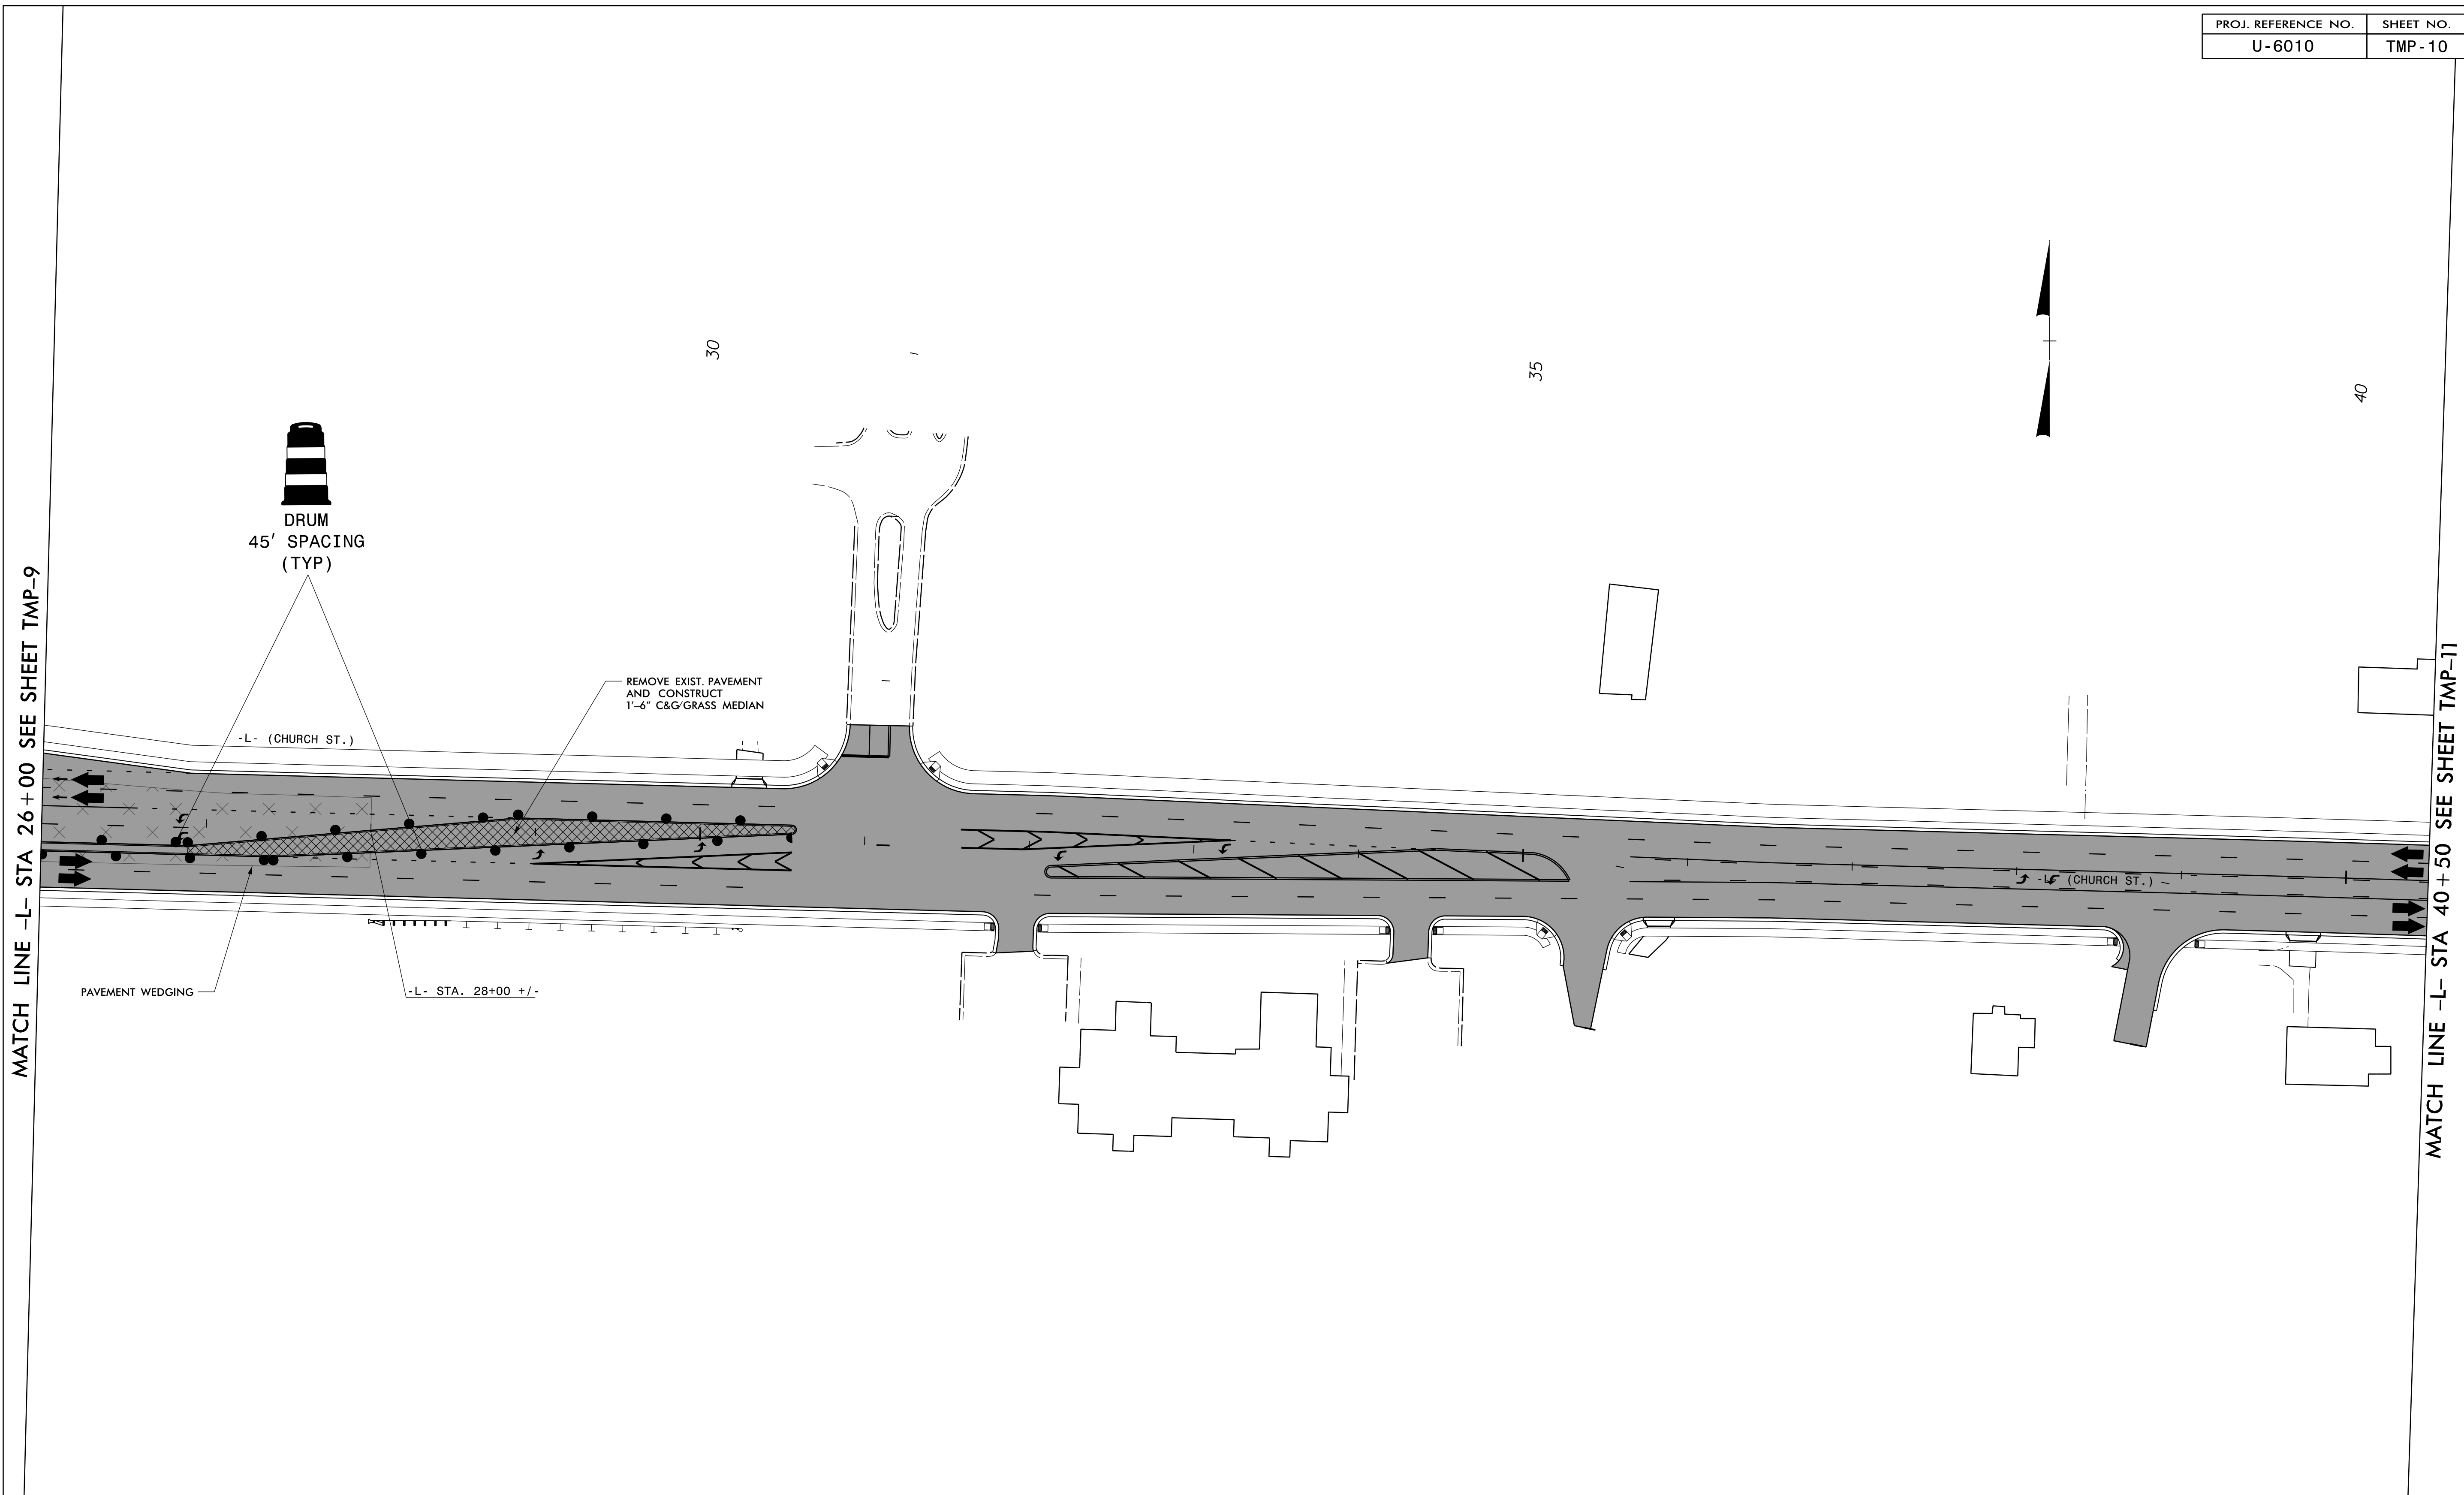 PROJ. REFERENCE NO. SHEET NO.
U-6010 TMP-10
30
35
40
DRUM
45' SPACING
(TYP)
MATCH LINE -L- STA 26+00 SEE SHEET TMP-9
REMOVE EXIST. PAVEMENT
AND CONSTRUCT
1'-6" C&G/GRASS MEDIAN
-L- (CHURCH ST.)
-L- (CHURCH ST.)
PAVEMENT WEDGING
-L- STA. 28+00 +/-
MATCH LINE -L- STA 40+50 SEE SHEET TMP-11